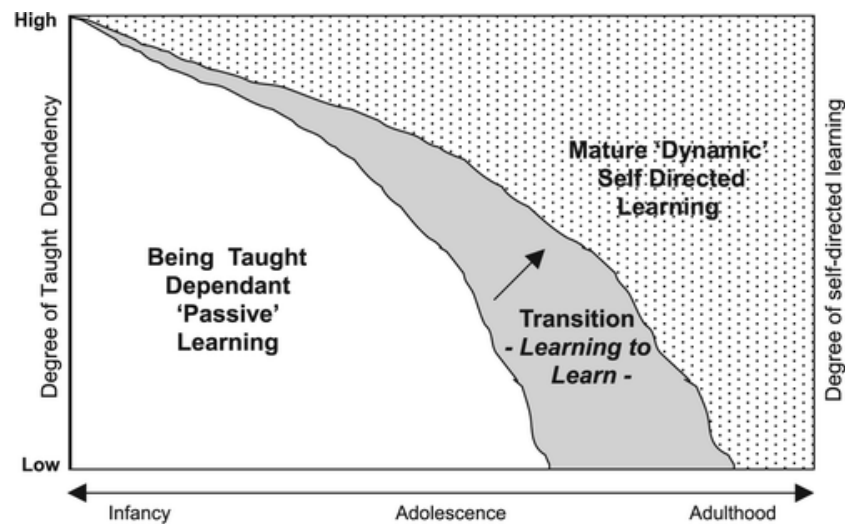 High
Degree of Taught Dependency
Low
Being Taught
Dependant
'Passive'
Learning
Transition
- Learning to
Learn -
Mature 'Dynamic'
Self Directed
Learning
Degree of self-directed learning
Infancy
Adolescence
Adulthood